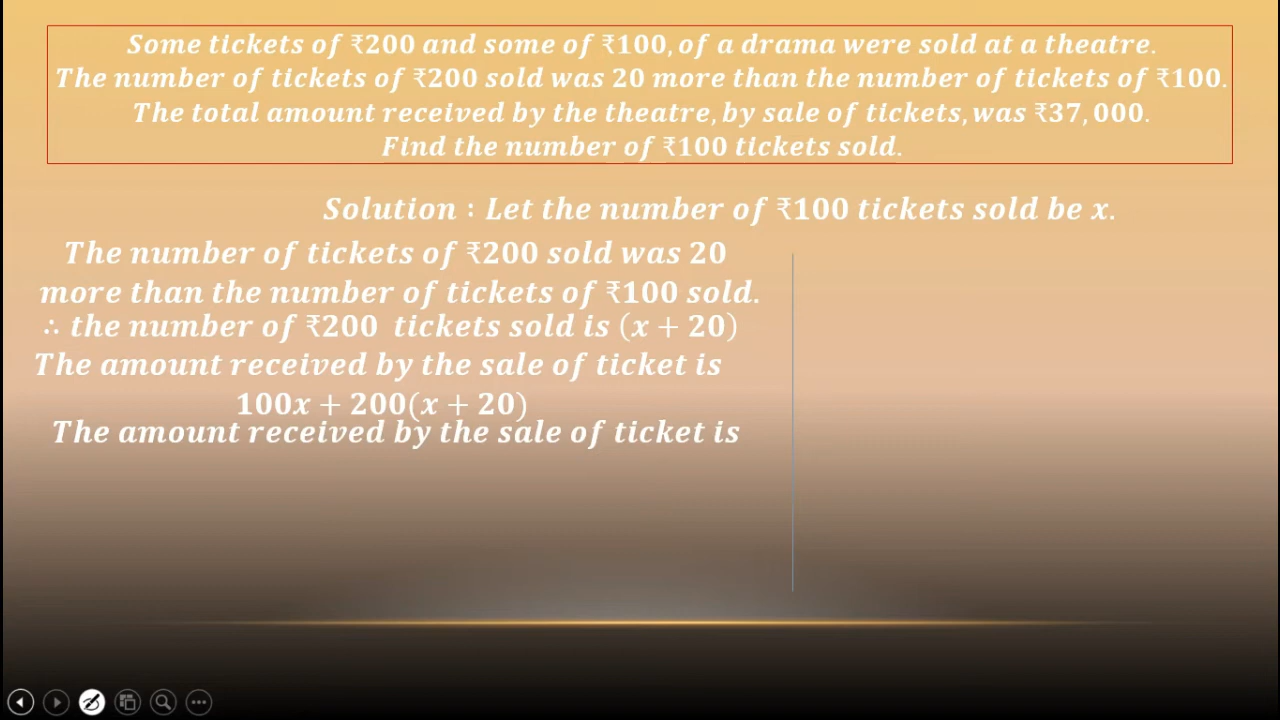 Some tickets of ₹200 and some of ₹100, of a drama were sold at a theatre.
The number of tickets of ₹200 sold was 20 more than the number of tickets of ₹100.
The total amount received by the theatre, by sale of tickets, was ₹37,000.
Find the number of ₹100 tickets sold.
Solution : Let the number of ₹100 tickets sold be x.
The number of tickets of ₹200 sold was 20
more than the number of tickets of ₹100 sold.
∴ the number of ₹200 tickets sold is (x + 20)
The amount received by the sale of ticket is
100x + 200(x + 20)
The amount received by the sale of ticket is